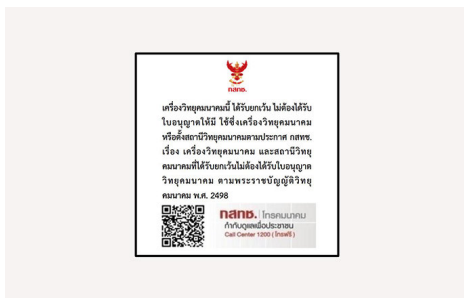 กสทช.
เครื่องวิทยุคมนาคมนี้ ได้รับยกเว้น ไม่ต้องได้รับ
ใบอนุญาตให้มี ใช้ซึ่งเครื่องวิทยุคมนาคม
หรือตั้งสถานีวิทยุคมนาคมตามประกาศ กสทช.
เรื่อง เครื่องวิทยุคมนาคม และสถานีวิทยุ
คมนาคมที่ได้รับยกเว้นไม่ต้องได้รับใบอนุญาต
วิทยุคมนาคม ตามพระราชบัญญัติวิทยุ
คมนาคม พ.ศ. 2498
กสทช. | โทรคมนาคม
กำกับดูแลเพื่อประชาชน
Call Center 1200 (โทรฟรี)